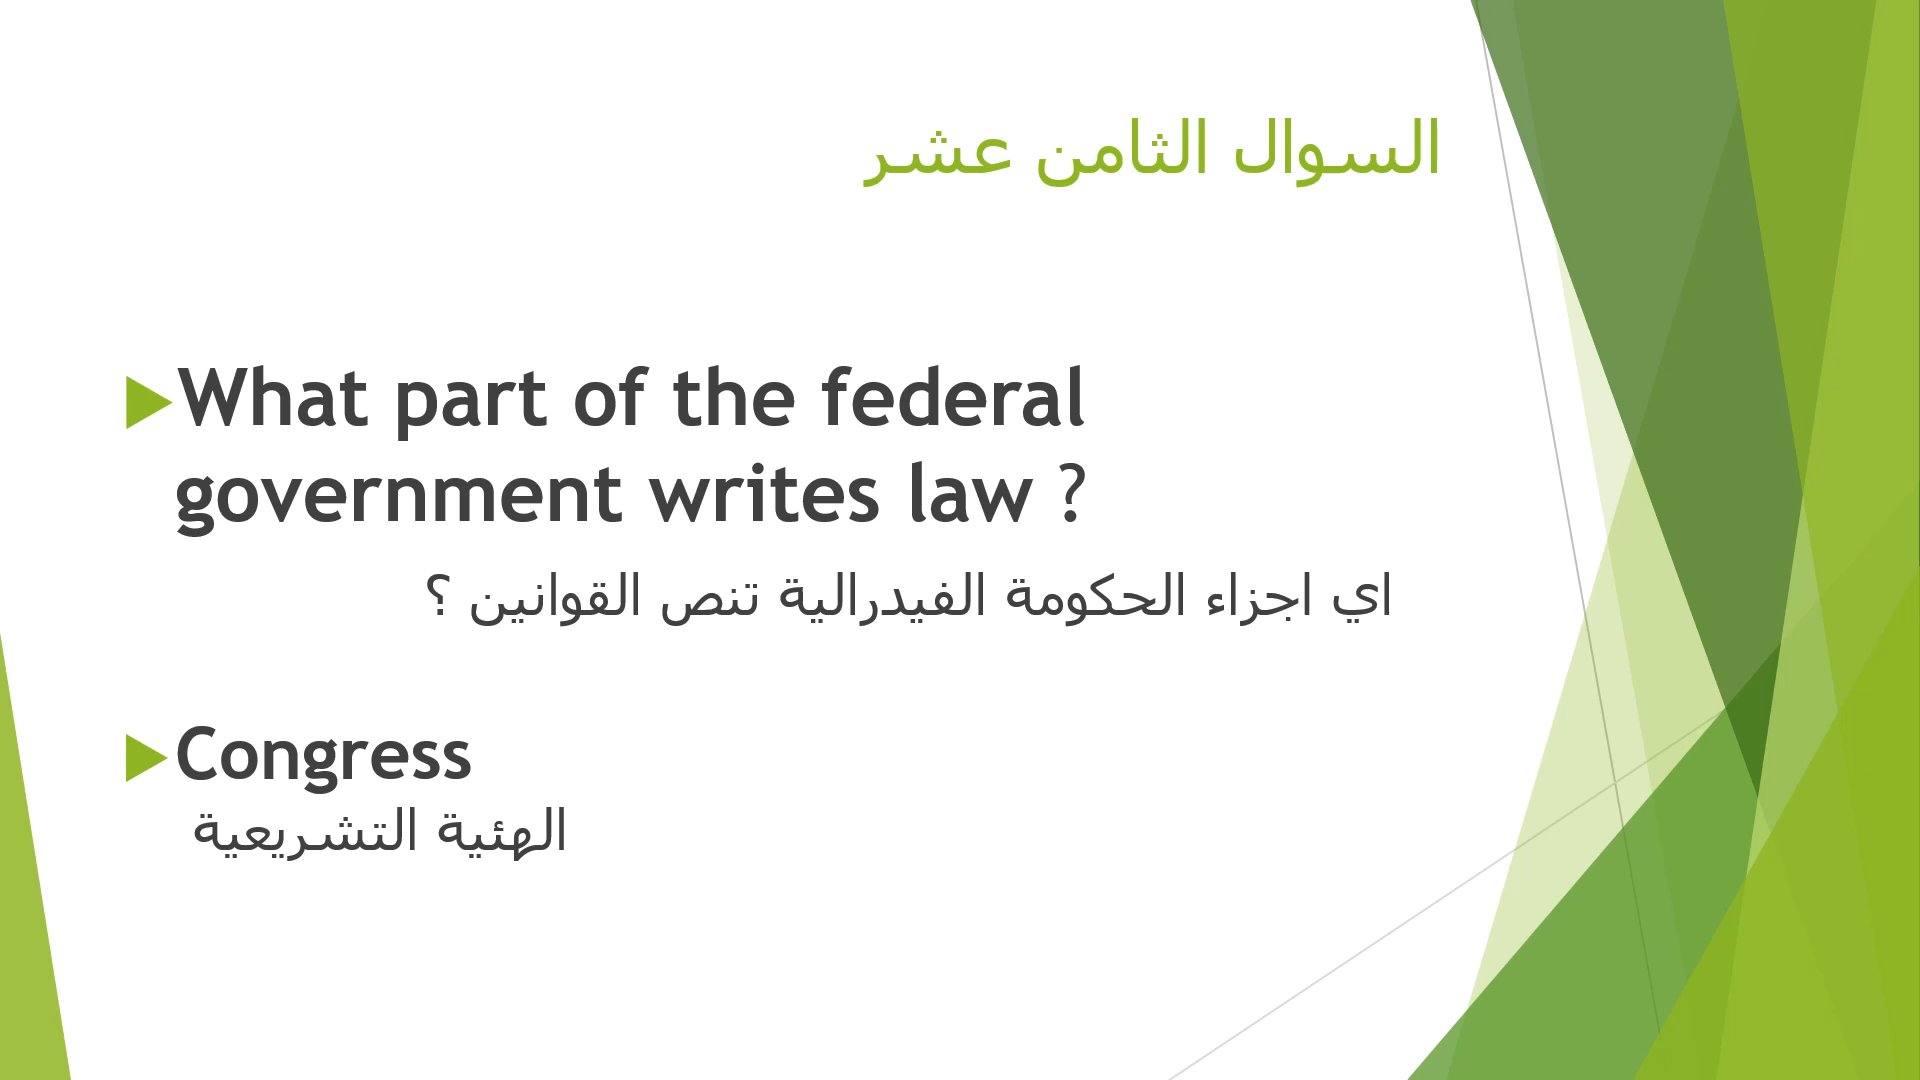 السوال الثامن عشر
What part of the federal
government writes law ?
اي اجزاء الحكومة الفيدرالية تنص القوانين ؟
Congress
الهئية التشريعية